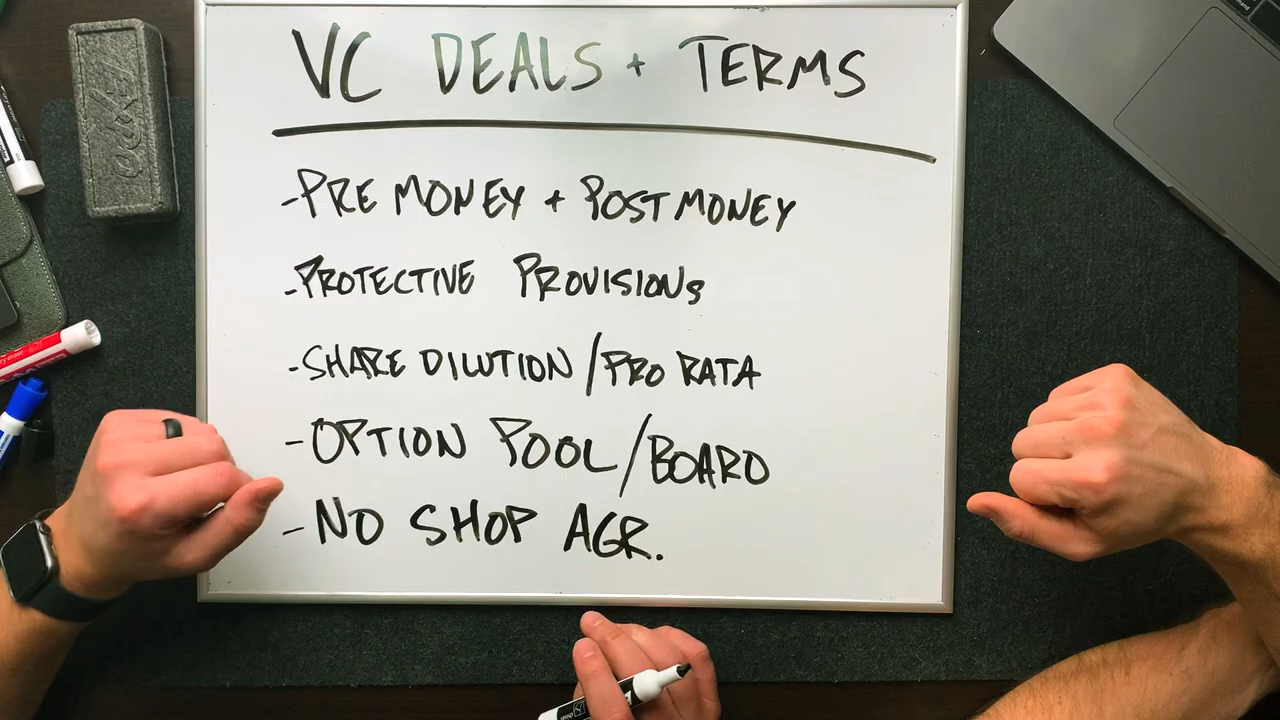 VC DEALS + TERMS
-PRE MONEY + POST MONEY
-PROTECTIVE PROVISIONS
-SHARE DILUTION/PRO RATA
-OPTION POOL/BOARD
-NO SHOP AGR.